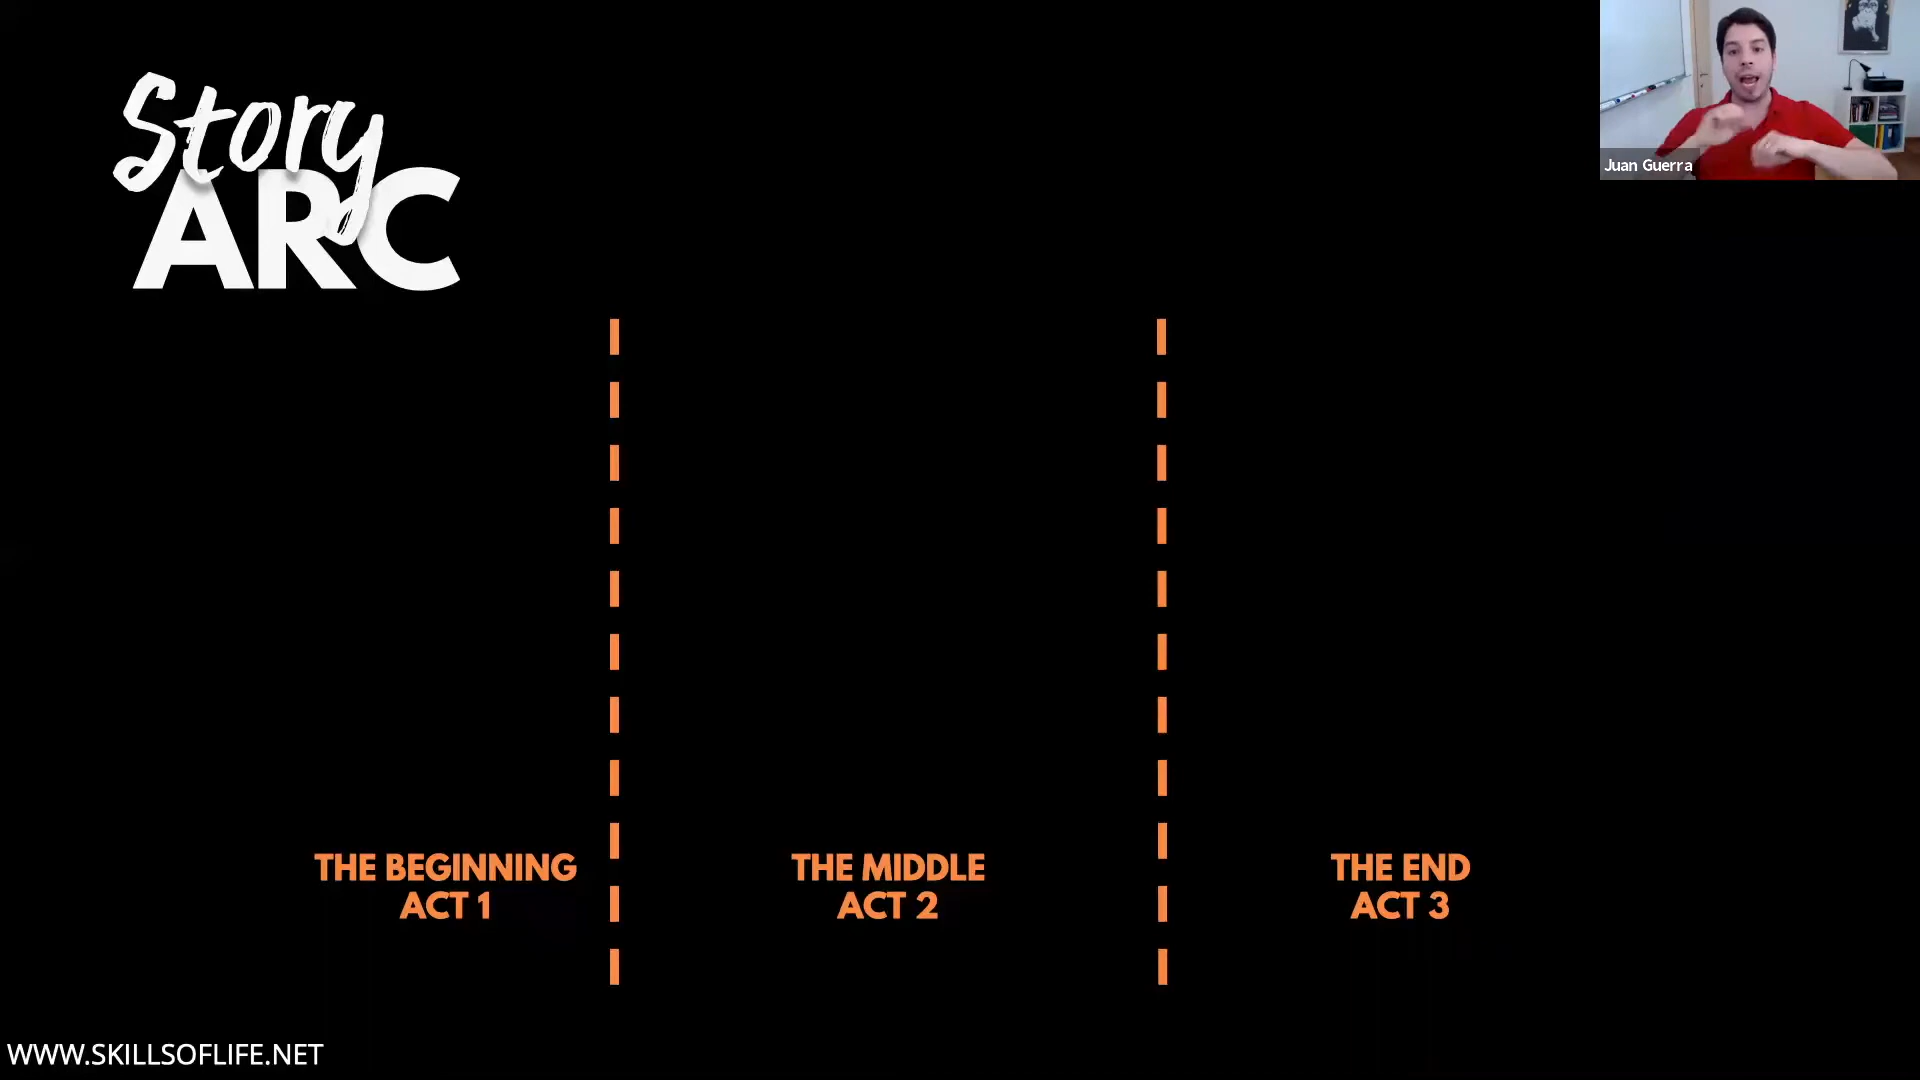 Story
ARC
Juan Guerra
THE BEGINNING
ACT 1
THE MIDDLE
ACT 2
THE END
ACT 3
WWW.SKILLSOFLIFE.NET